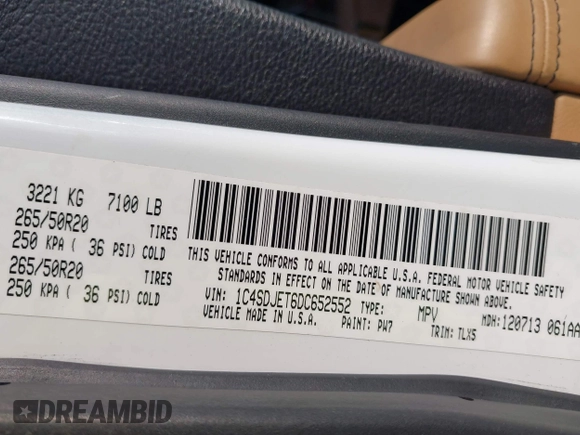 3221 KG 7100 LB
265/50R20 TIRES
250 KPA ( 36 PSI) COLD
265/50R20 TIRES
250 KPA ( 36 PSI) COLD
THIS VEHICLE CONFORMS TO ALL APPLICABLE U.S.A. FEDERAL MOTOR VEHICLE SAFETY
STANDARDS IN EFFECT ON THE DATE OF MANUFACTURE SHOWN ABOVE.
VIN: 1C4SDJET6DC652552 TYPE: MPV MDH:120713 061AA
VEHICLE MADE IN U.S.A. PAINT: PW7 TRIM: TLX5
DREAMBID